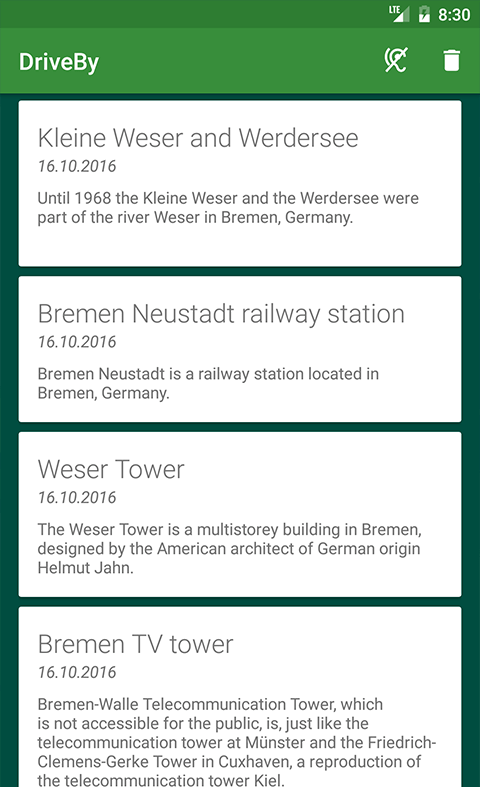 LTE 8:30
DriveBy
Kleine Weser and Werdersee
16.10.2016
Until 1968 the Kleine Weser and the Werdersee were
part of the river Weser in Bremen, Germany.
Bremen Neustadt railway station
16.10.2016
Bremen Neustadt is a railway station located in
Bremen, Germany.
Weser Tower
16.10.2016
The Weser Tower is a multistorey building in Bremen,
designed by the American architect of German origin
Helmut Jahn.
Bremen TV tower
16.10.2016
Bremen-Walle Telecommunication Tower, which
is not accessible for the public, is, just like the
telecommunication tower at Münster and the Friedrich-
Clemens-Gerke Tower in Cuxhaven, a reproduction of
the telecommunication tower Kiel.